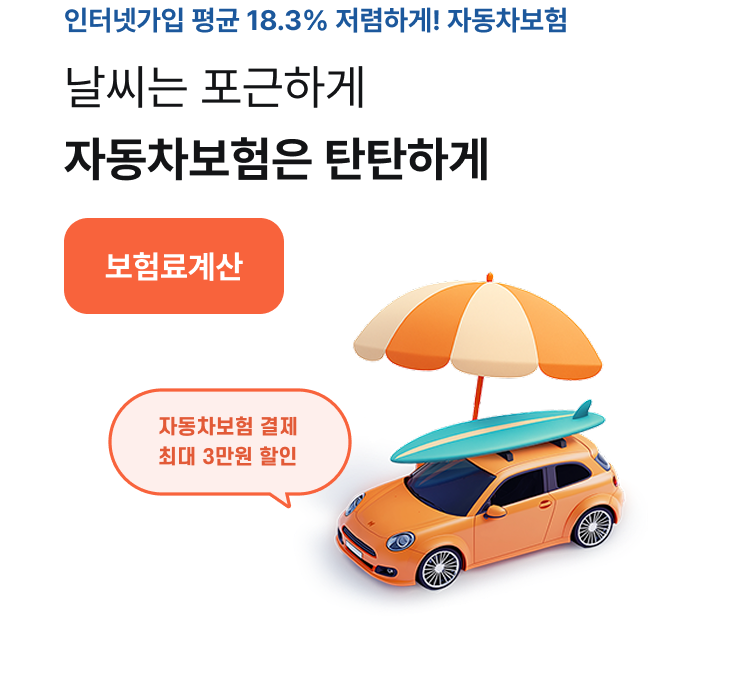 인터넷가입 평균 18.3% 저렴하게! 자동차보험
날씨는 포근하게
자동차보험은 탄탄하게
보험료계산
자동차보험 결제
최대 3만원 할인